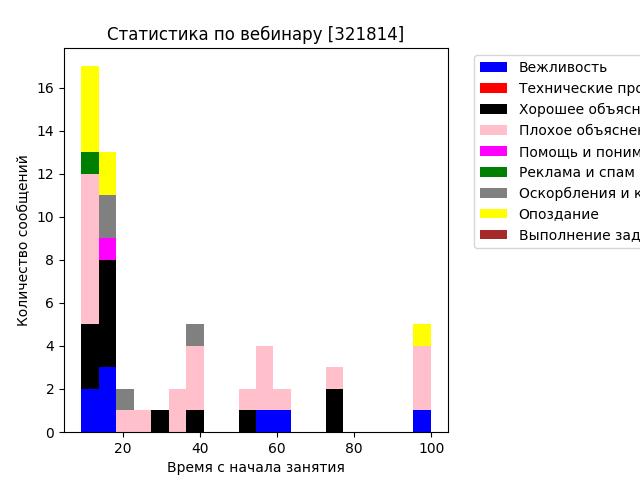 Статистика по вебинару [321814]
Количество сообщений
16
14
12
10
8
6
4
2
0
20
40
60
80
100
Время с начала занятия
Вежливость
Технические про
Хорошее объясн
Плохое объяснен
Помощь и поним
Реклама и спам
Оскорбления и к
Опоздание
Выполнение зад